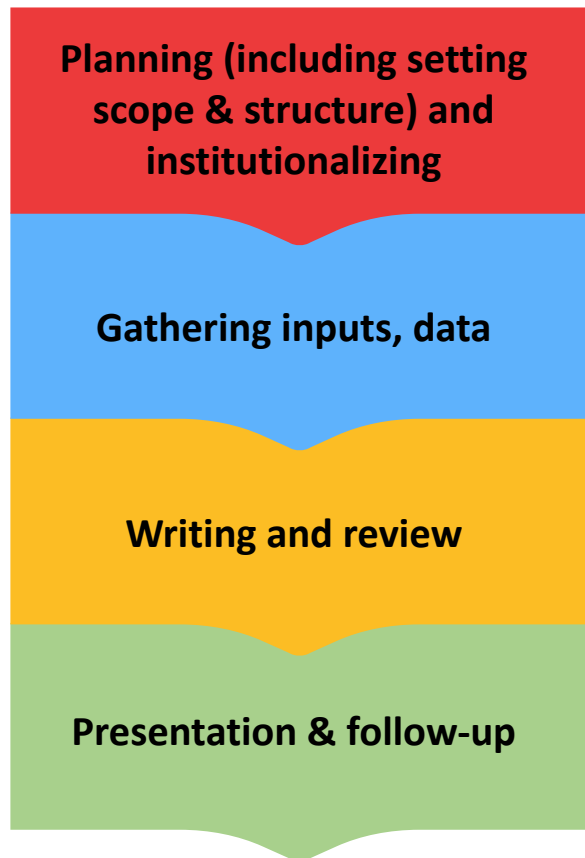 Planning (including setting
scope & structure) and
institutionalizing
Gathering inputs, data
Writing and review
Presentation & follow-up